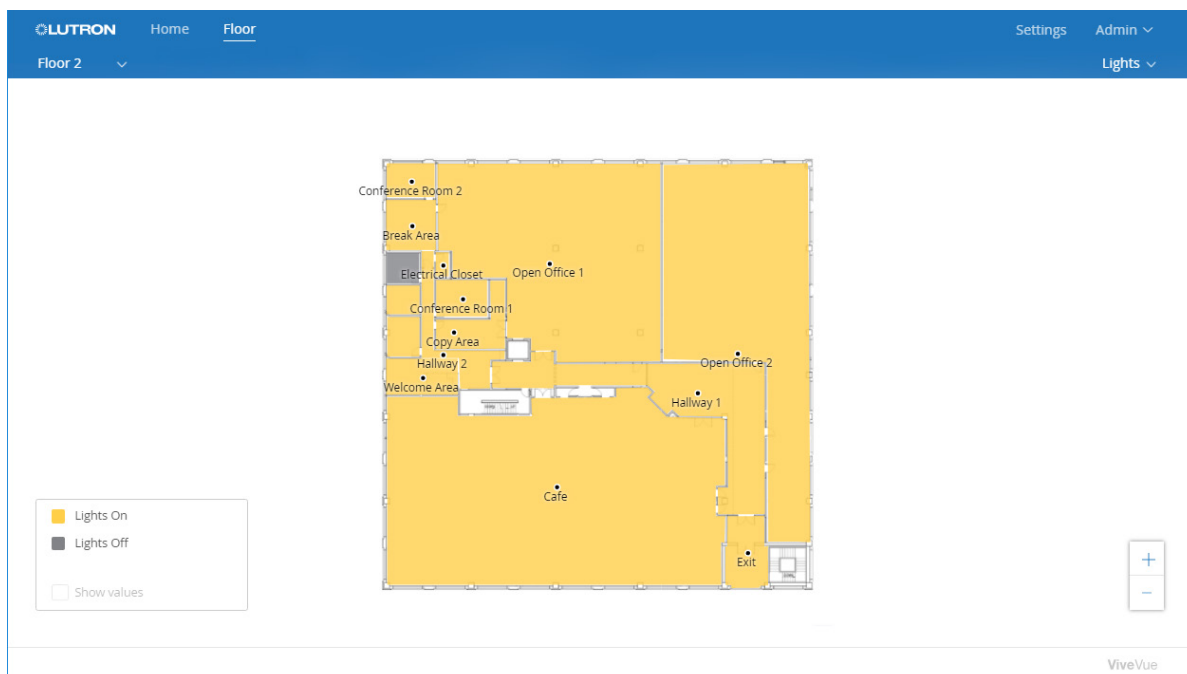 LUTRON Home Floor Settings Admin
Floor 2 Lights
Conference Room 2
Break Area
Electrical Closet
Open Office 1
Conference Room 1
Copy Area
Hallway 2
Open Office 2
Welcome Area
Hallway 1
Cafe
Exit
Lights On
Lights Off
Show values
+
−
ViveVue